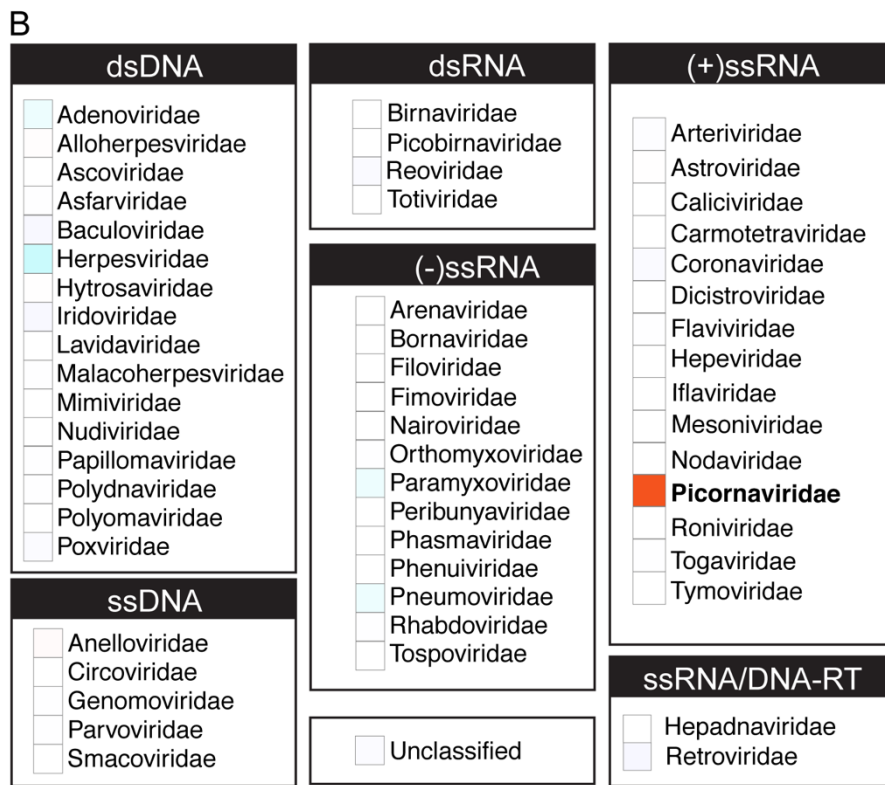 B
dsDNA
Adenoviridae
Alloherpesviridae
Ascoviridae
Asfarviridae
Baculoviridae
Herpesviridae
Hytrosaviridae
Iridoviridae
Lavidaviridae
Malacoherpesviridae
Mimiviridae
Nudiviridae
Papillomaviridae
Polydnaviridae
Polyomaviridae
Poxviridae
ssDNA
Anelloviridae
Circoviridae
Genomoviridae
Parvoviridae
Smacoviridae
dsRNA
Birnaviridae
Picobirnaviridae
Reoviridae
Totiviridae
(-)ssRNA
Arenaviridae
Bornaviridae
Filoviridae
Fimoviridae
Nairoviridae
Orthomyxoviridae
Paramyxoviridae
Peribunyaviridae
Phasmaviridae
Phenuiviridae
Pneumoviridae
Rhabdoviridae
Tospoviridae
Unclassified
(+)ssRNA
Arteriviridae
Astroviridae
Caliciviridae
Carmotetraviridae
Coronaviridae
Dicistroviridae
Flaviviridae
Hepeviridae
Iflaviridae
Mesoniviridae
Nodaviridae
Picornaviridae
Roniviridae
Togaviridae
Tymoviridae
ssRNA/DNA-RT
Hepadnaviridae
Retroviridae